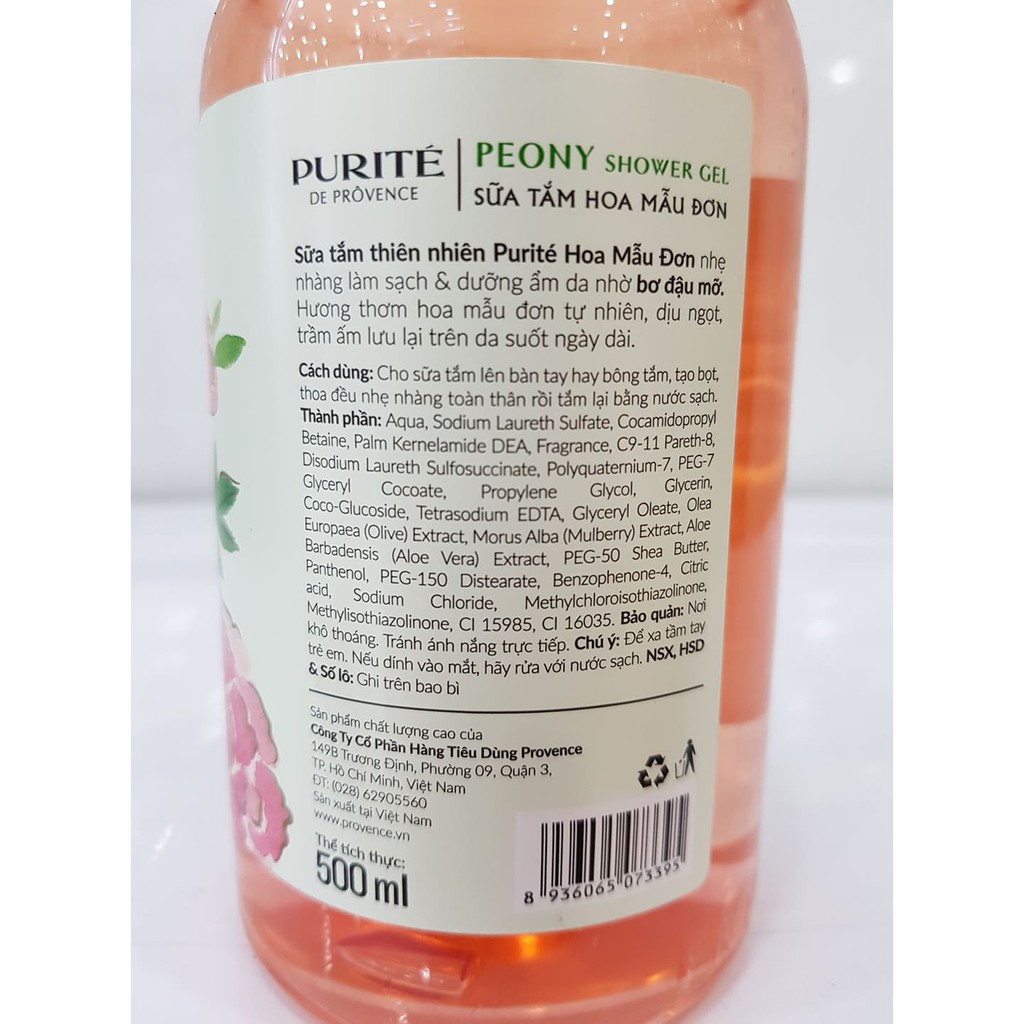 PURITÉ
DE PRÔVENCE
PEONY SHOWER GEL
SỮA TẮM HOA MẪU ĐƠN
Sữa tắm thiên nhiên Purité Hoa Mẫu Đơn nhẹ
nhàng làm sạch & dưỡng ẩm da nhờ bơ đậu mỡ.
Hương thơm hoa mẫu đơn tự nhiên, dịu ngọt,
trầm ấm lưu lại trên da suốt ngày dài.
Cách dùng: Cho sữa tắm lên bàn tay hay bông tắm, tạo bọt,
thoa đều nhẹ nhàng toàn thân rồi tắm lại bằng nước sạch.
Thành phần: Aqua, Sodium Laureth Sulfate, Cocamidopropyl
Betaine, Palm Kernelamide DEA, Fragrance, C9-11 Pareth-8,
Disodium Laureth Sulfosuccinate, Polyquaternium-7, PEG-7
Glyceryl Cocoate, Propylene Glycol, Glycerin,
Coco-Glucoside, Tetrasodium EDTA, Glyceryl Oleate, Olea
Europaea (Olive) Extract, Morus Alba (Mulberry) Extract, Aloe
Barbadensis (Aloe Vera) Extract, PEG-50 Shea Butter,
Panthenol, PEG-150 Distearate, Benzophenone-4, Citric
acid, Sodium Chloride, Methylchloroisothiazolinone,
Methylisothiazolinone, CI 15985, CI 16035. Bảo quản: Nơi
khô thoáng. Tránh ánh nắng trực tiếp. Chú ý: Để xa tầm tay
trẻ em. Nếu dính vào mắt, hãy rửa với nước sạch. NSX, HSD
& Số lô: Ghi trên bao bì
Sản phẩm chất lượng cao của
Công Ty Cổ Phần Hàng Tiêu Dùng Provence
149B Trương Định, Phường 09, Quận 3,
TP. Hồ Chí Minh, Việt Nam
ĐT: (028) 62905560
Sản xuất tại Việt Nam
www.provence.vn
Thể tích thực:
500 ml
8 936065 073395